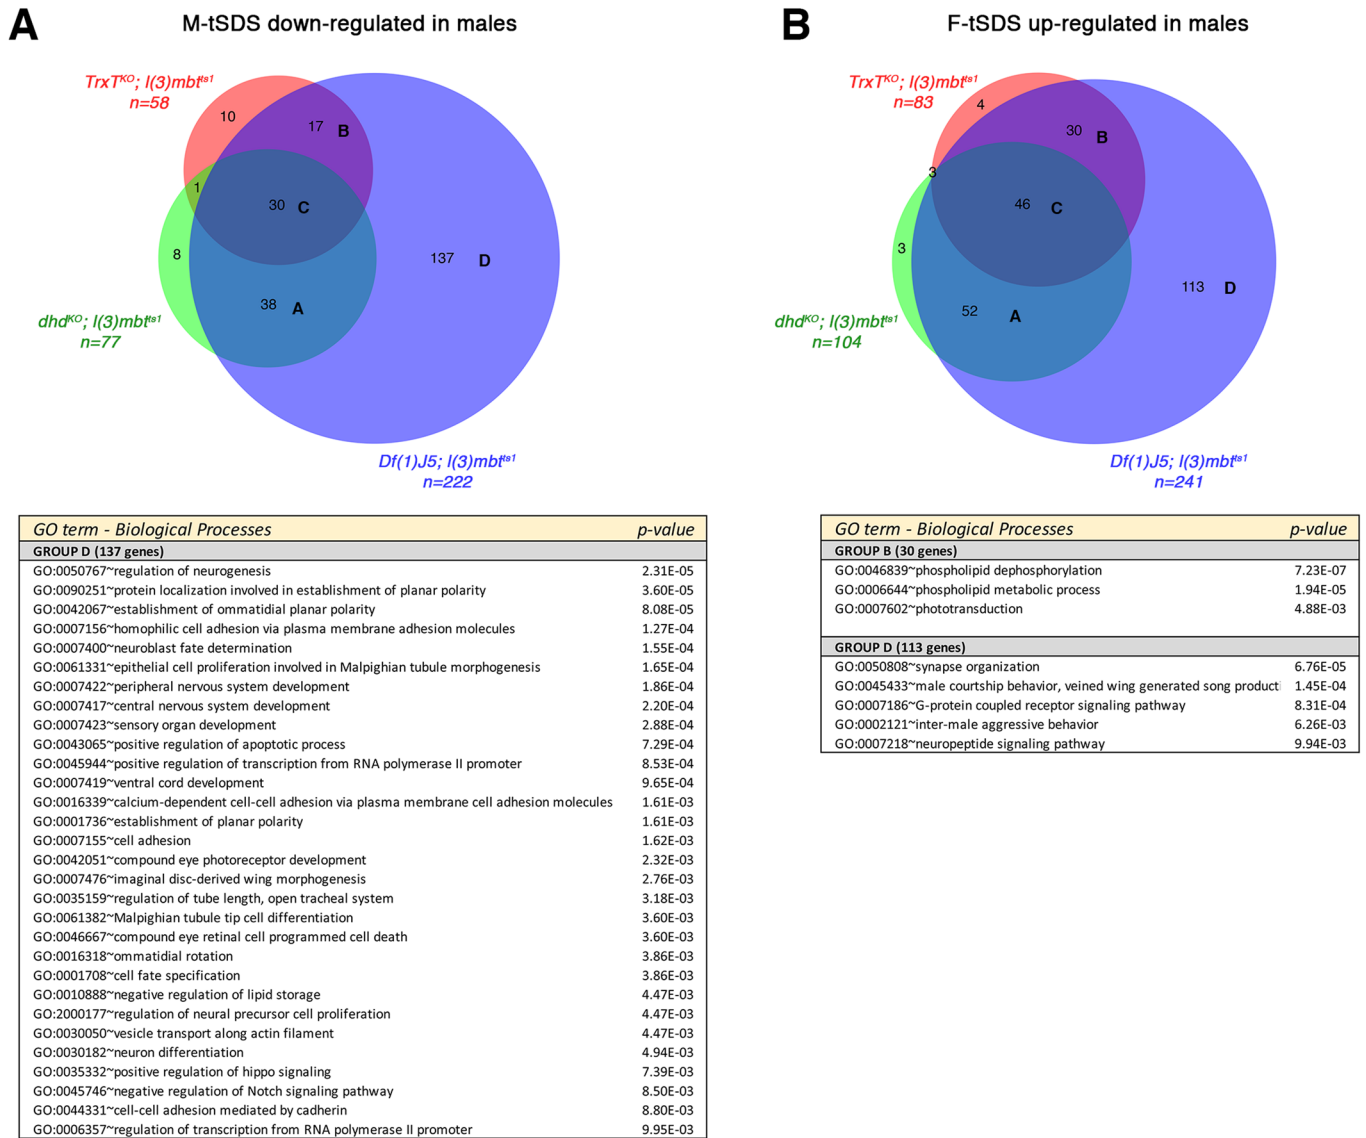 A
M-tSDS down-regulated in males
TrxTKO; l(3)mbtts1
n=58
10
17 B
1
30 C
8
38 A
137 D
dhdKO; l(3)mbtts1
n=77
Df(1)J5; l(3)mbtts1
n=222
GO term - Biological Processes p-value
GROUP D (137 genes)
GO:0050767~regulation of neurogenesis 2.31E-05
GO:0090251~protein localization involved in establishment of planar polarity 3.60E-05
GO:0042067~establishment of ommatidial planar polarity 8.08E-05
GO:0007156~homophilic cell adhesion via plasma membrane adhesion molecules 1.27E-04
GO:0007400~neuroblast fate determination 1.55E-04
GO:0061331~epithelial cell proliferation involved in Malpighian tubule morphogenesis 1.65E-04
GO:0007422~peripheral nervous system development 1.86E-04
GO:0007417~central nervous system development 2.20E-04
GO:0007423~sensory organ development 2.88E-04
GO:0043065~positive regulation of apoptotic process 7.29E-04
GO:0045944~positive regulation of transcription from RNA polymerase II promoter 8.53E-04
GO:0007419~ventral cord development 9.65E-04
GO:0016339~calcium-dependent cell-cell adhesion via plasma membrane cell adhesion molecules 1.61E-03
GO:0001736~establishment of planar polarity 1.61E-03
GO:0007155~cell adhesion 1.62E-03
GO:0042051~compound eye photoreceptor development 2.32E-03
GO:0007476~imaginal disc-derived wing morphogenesis 2.76E-03
GO:0035159~regulation of tube length, open tracheal system 3.18E-03
GO:0061382~Malpighian tubule tip cell differentiation 3.60E-03
GO:0046667~compound eye retinal cell programmed cell death 3.60E-03
GO:0016318~ommatidial rotation 3.86E-03
GO:0001708~cell fate specification 3.86E-03
GO:0010888~negative regulation of lipid storage 4.47E-03
GO:2000177~regulation of neural precursor cell proliferation 4.47E-03
GO:0030050~vesicle transport along actin filament 4.47E-03
GO:0030182~neuron differentiation 4.94E-03
GO:0035332~positive regulation of hippo signaling 7.39E-03
GO:0045746~negative regulation of Notch signaling pathway 8.50E-03
GO:0044331~cell-cell adhesion mediated by cadherin 8.80E-03
GO:0006357~regulation of transcription from RNA polymerase II promoter 9.95E-03
B
F-tSDS up-regulated in males
TrxTKO; l(3)mbtts1
n=83
4
30 B
3
46 C
3
52 A
113 D
dhdKO; l(3)mbtts1
n=104
Df(1)J5; l(3)mbtts1
n=241
GO term - Biological Processes p-value
GROUP B (30 genes)
GO:0046839~phospholipid dephosphorylation 7.23E-07
GO:0006644~phospholipid metabolic process 1.94E-05
GO:0007602~phototransduction 4.88E-03
GROUP D (113 genes)
GO:0050808~synapse organization 6.76E-05
GO:0045433~male courtship behavior, veined wing generated song producti 1.45E-04
GO:0007186~G-protein coupled receptor signaling pathway 8.31E-04
GO:0002121~inter-male aggressive behavior 6.26E-03
GO:0007218~neuropeptide signaling pathway 9.94E-03